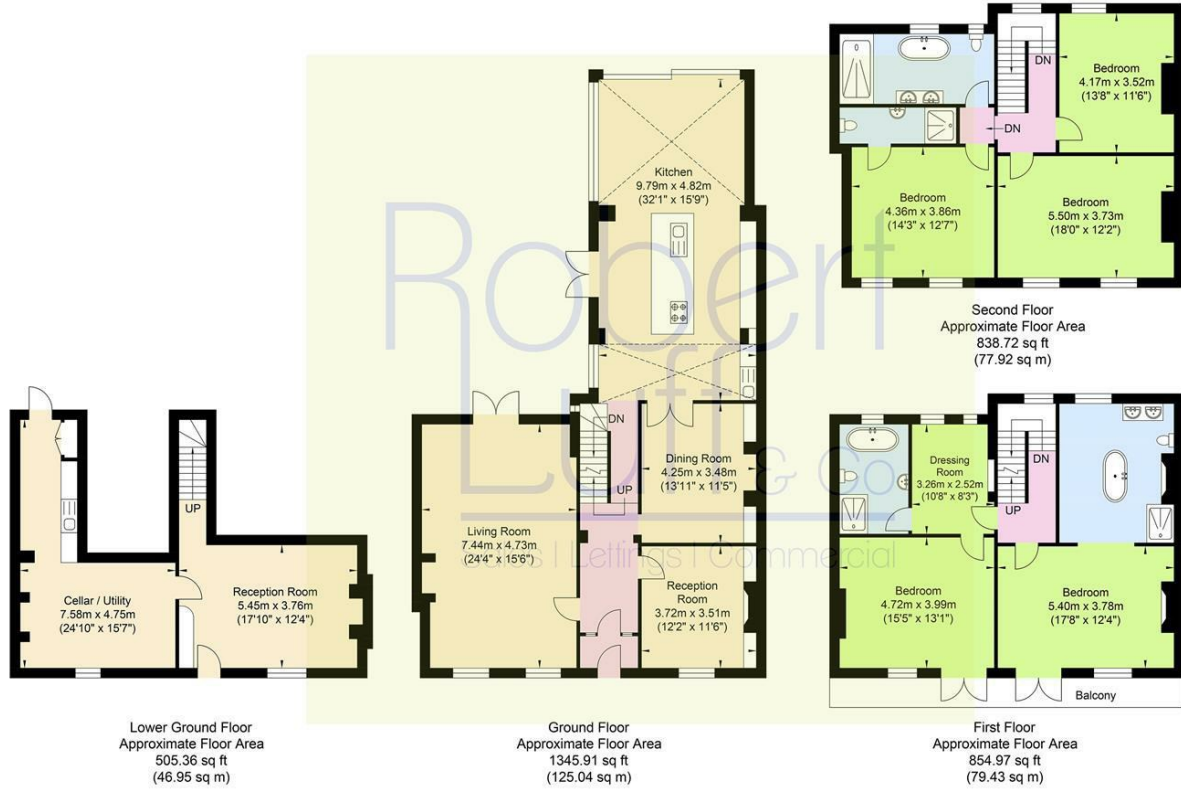 Lower Ground Floor
Approximate Floor Area
505.36 sq ft
(46.95 sq m)
UP
Cellar / Utility
7.58m x 4.75m
(24'10" x 15'7")
Reception Room
5.45m x 3.76m
(17'10" x 12'4")
Ground Floor
Approximate Floor Area
1345.91 sq ft
(125.04 sq m)
Kitchen
9.79m x 4.82m
(32'1" x 15'9")
DN
UP
Dining Room
4.25m x 3.48m
(13'11" x 11'5")
Living Room
7.44m x 4.73m
(24'4" x 15'6")
Reception
Room
3.72m x 3.51m
(12'2" x 11'6")
DN
DN
Bedroom
4.17m x 3.52m
(13'8" x 11'6")
Bedroom
4.36m x 3.86m
(14'3" x 12'7")
Bedroom
5.50m x 3.73m
(18'0" x 12'2")
Second Floor
Approximate Floor Area
838.72 sq ft
(77.92 sq m)
Dressing
Room
3.26m x 2.52m
(10'8" x 8'3")
DN
UP
Bedroom
4.72m x 3.99m
(15'5" x 13'1")
Bedroom
5.40m x 3.78m
(17'8" x 12'4")
Balcony
First Floor
Approximate Floor Area
854.97 sq ft
(79.43 sq m)
Robert
Luff & Co
Sales | Lettings | Commercial